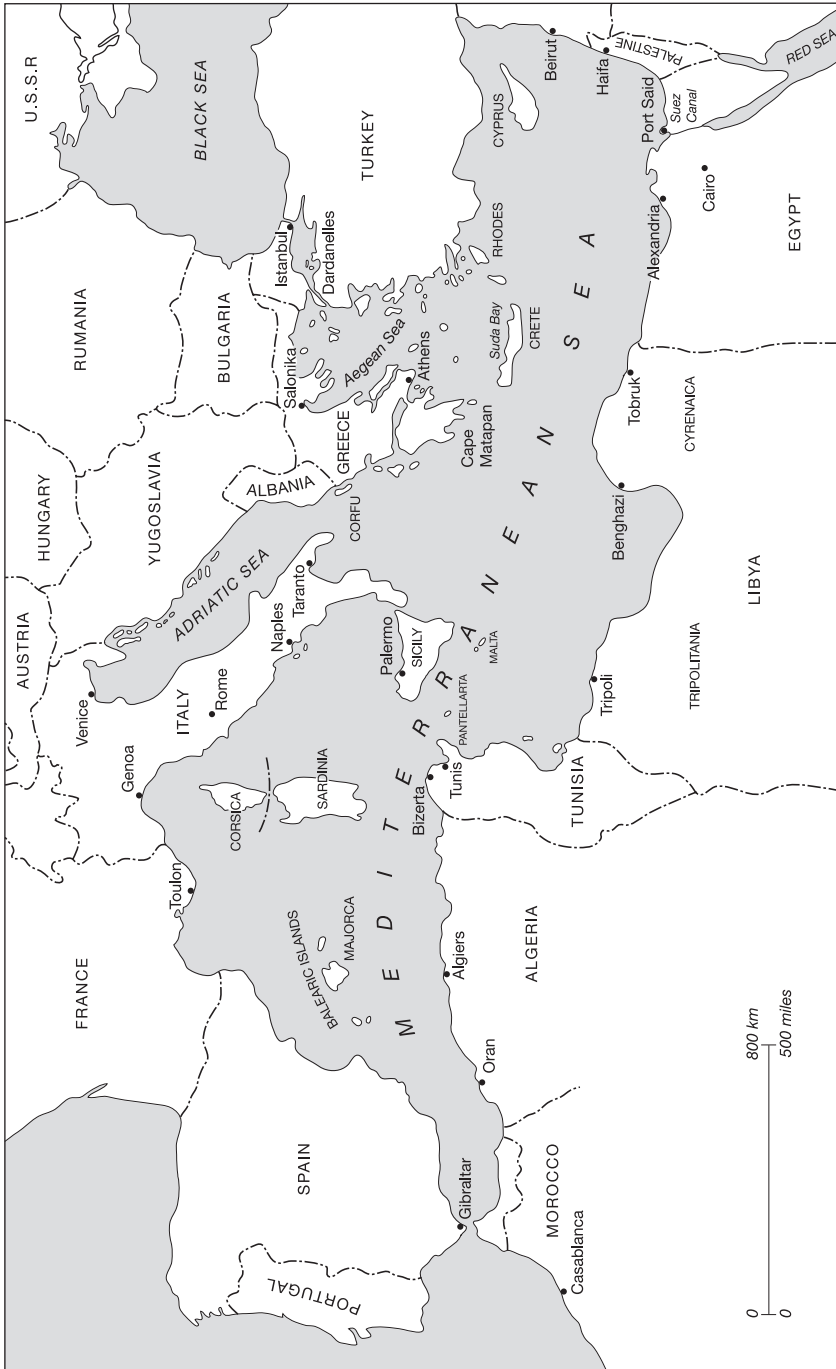 U.S.S.R
BLACK SEA
RUMANIA
HUNGARY
AUSTRIA
FRANCE
BULGARIA
YUGOSLAVIA
Venice
Genoa
ADRIATIC SEA
ITALY
Rome
Toulon
SPAIN
PORTUGAL
ALBANIA
Istanbul
Dardanelles
TURKEY
Salonika
GREECE
Aegean Sea
Athens
CORFU
Taranto
Naples
CORSICA
SARDINIA
BALEARIC ISLANDS
MAJORCA
Palermo
SICILY
Cape
Matapan
Suda Bay
CRETE
RHODES
CYPRUS
Beirut
Haifa
PALESTINE
MEDITERRANEAN SEA
MALTA
PANTELLARTA
Bizerta
Tunis
Algiers
Oran
Gibraltar
MOROCCO
Casablanca
ALGERIA
TUNISIA
Tripoli
TRIPOLITANIA
LIBYA
Benghazi
CYRENAICA
Tobruk
Alexandria
Cairo
EGYPT
Port Said
Suez
Canal
RED SEA
0 800 km
0 500 miles